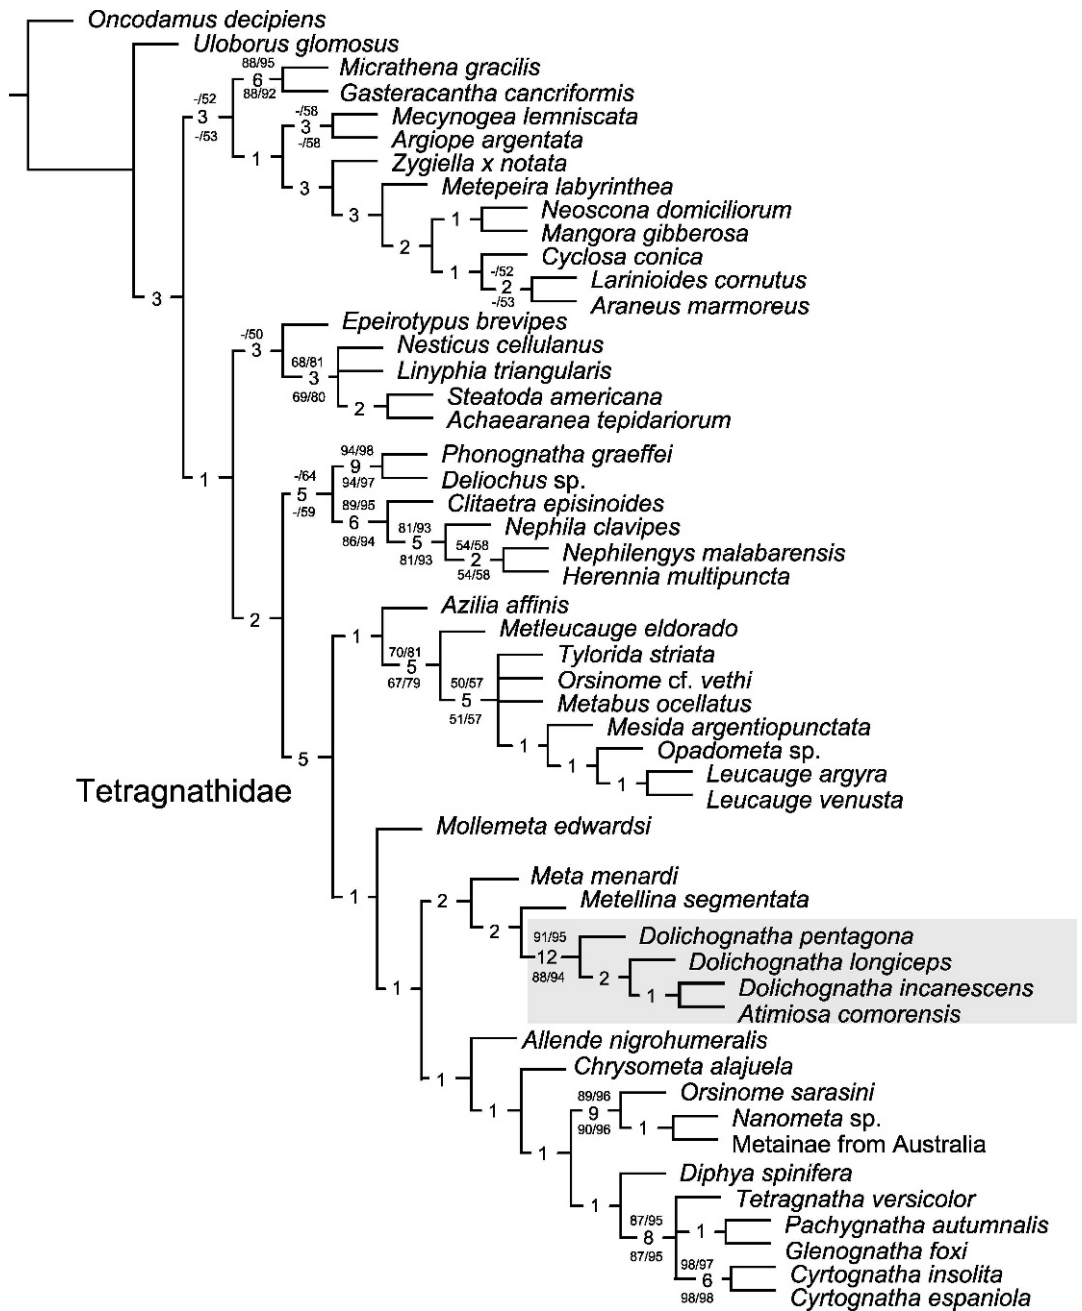 Oncodamus decipiens
Uloborus glomosus
88/95
6
88/92
Micrathena gracilis
Gasteracantha cancriformis
-/52
3
-/53
-/58
3
-/58
Mecynogea lemniscata
Argiope argentata
1
Zygiella x notata
3
Metepeira labyrinthea
3
Neoscona domiciliorum
1
Mangora gibberosa
2
Cyclosa conica
1
-/52
2
-/53
Larinioides cornutus
Araneus marmoreus
3
Epeirotypus brevipes
-/50
3
Nesticus cellulanus
68/81
3
69/80
Linyphia triangularis
Steatoda americana
2
Achaearanea tepidariorum
1
94/98
9
94/97
Phonognatha graeffei
Deliochus sp.
-/64
5
-/59
89/95
6
86/94
Clitaetra episinoides
81/93
5
81/93
Nephila clavipes
54/58
2
54/58
Nephilengys malabarensis
Herennia multipuncta
2
Azilia affinis
1
Metleucauge eldorado
70/81
5
67/79
Tylorida striata
50/57
5
51/57
Orsinome cf. vethi
Metabus ocellatus
Mesida argentiopunctata
1
Opadometa sp.
1
Leucauge argyra
1
Leucauge venusta
5
Tetragnathidae
Mollemeta edwardsi
1
Meta menardi
2
Metellina segmentata
2
91/95
12
88/94
Dolichognatha pentagona
Dolichognatha longiceps
2
Dolichognatha incanescens
1
Atimiosa comorensis
1
Allende nigrohumeralis
1
Chrysometa alajuela
1
89/96
9
90/96
Orsinome sarasini
Nanometa sp.
1
Metainae from Australia
1
Diphya spinifera
1
Tetragnatha versicolor
87/95
8
87/95
Pachygnatha autumnalis
1
Glenognatha foxi
98/97
6
98/98
Cyrtognatha insolita
Cyrtognatha espaniola